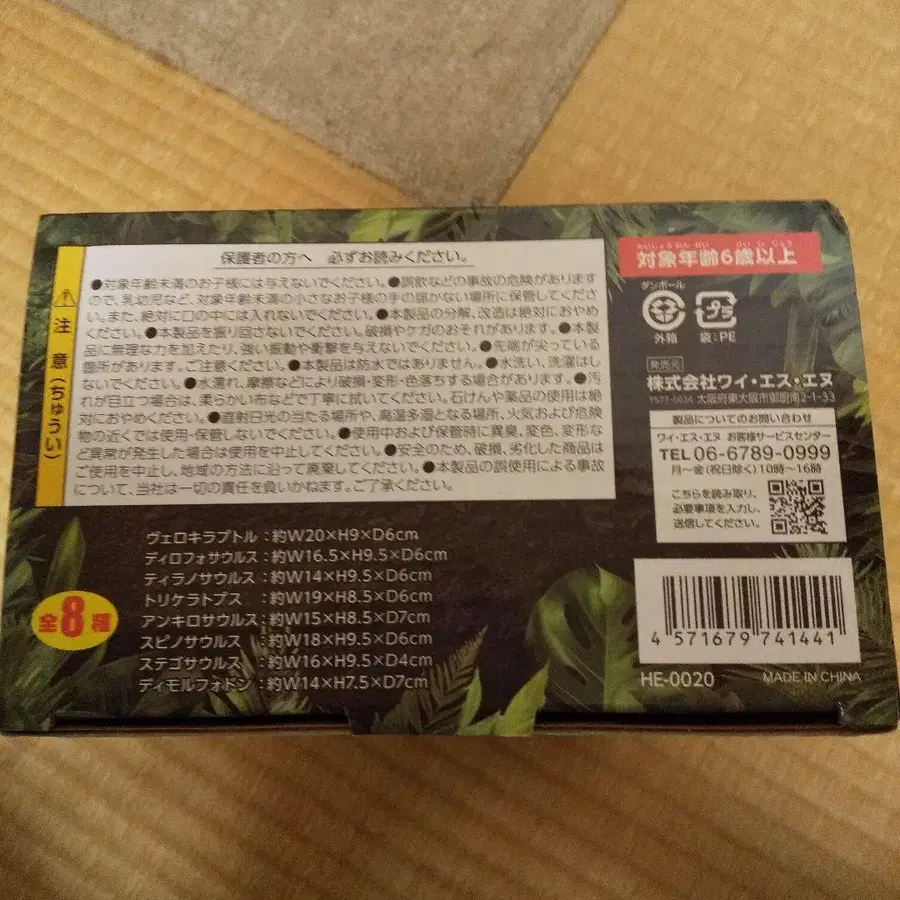 保護者の方へ 必ずお読みください。
⚠注意(ちゅうい)
●対象年齢未満のお子様には与えないでください。●誤飲などの事故の危険があります
ので、乳幼児など、対象年齢未満の小さなお子様の手の届かない場所に保管してくださ
い。また、絶対に口の中には入れないでください。●本製品の分解、改造は絶対におやめ
ください。●本製品を振り回さないでください。破損やケガのおそれがあります。●本製
品に無理な力を加えたり、強い振動や衝撃を与えないでください。●先端が尖っている
箇所があります。ご注意ください。●本製品は防水ではありません。●水洗い、洗濯はし
ないでください。●水濡れ、摩擦などにより破損・変形・色落ちする場合があります。●汚
れが目立つ場合は、柔らかい布などで丁寧に拭いてください。石けんや薬品の使用は絶
対におやめください。●直射日光の当たる場所や、高温多湿となる場所、火気および危険
物の近くでは使用・保管しないでください。●使用中および保管時に異臭、変色、変形な
ど異常が発生した場合は使用を中止してください。●安全のため、破損、劣化した商品は
ご使用を中止し、地域の方法に沿って廃棄してください。●本製品の誤使用による事故
について、当社は一切の責任を負いかねます。ご了承ください。
全8種
ヴェロキラプトル:約W20×H9×D6cm
ディロフォサウルス:約W16.5×H9.5×D6cm
ティラノサウルス:約W14×H9.5×D6cm
トリケラトプス:約W19×H8.5×D6cm
アンキロサウルス:約W15×H8.5×D7cm
スピノサウルス:約W18×H9.5×D6cm
ステゴサウルス:約W16×H9.5×D4cm
ディモルフォドン:約W14×H7.5×D7cm
たいしょうねんれい さいいじょう
対象年齢6歳以上
ダンボール
プラ
外箱 袋:PE
発売元
株式会社ワイ・エス・エヌ
〒577-0034 大阪府東大阪市御厨南2-1-33
製品についてのお問い合わせ
ワイ・エス・エヌ お客様サービスセンター
TEL 06-6789-0999
月〜金(祝日除く)10時〜16時
こちらを読み取り、
必要事項を入力し、
送信してください。
4 571679 741441
HE-0020 MADE IN CHINA